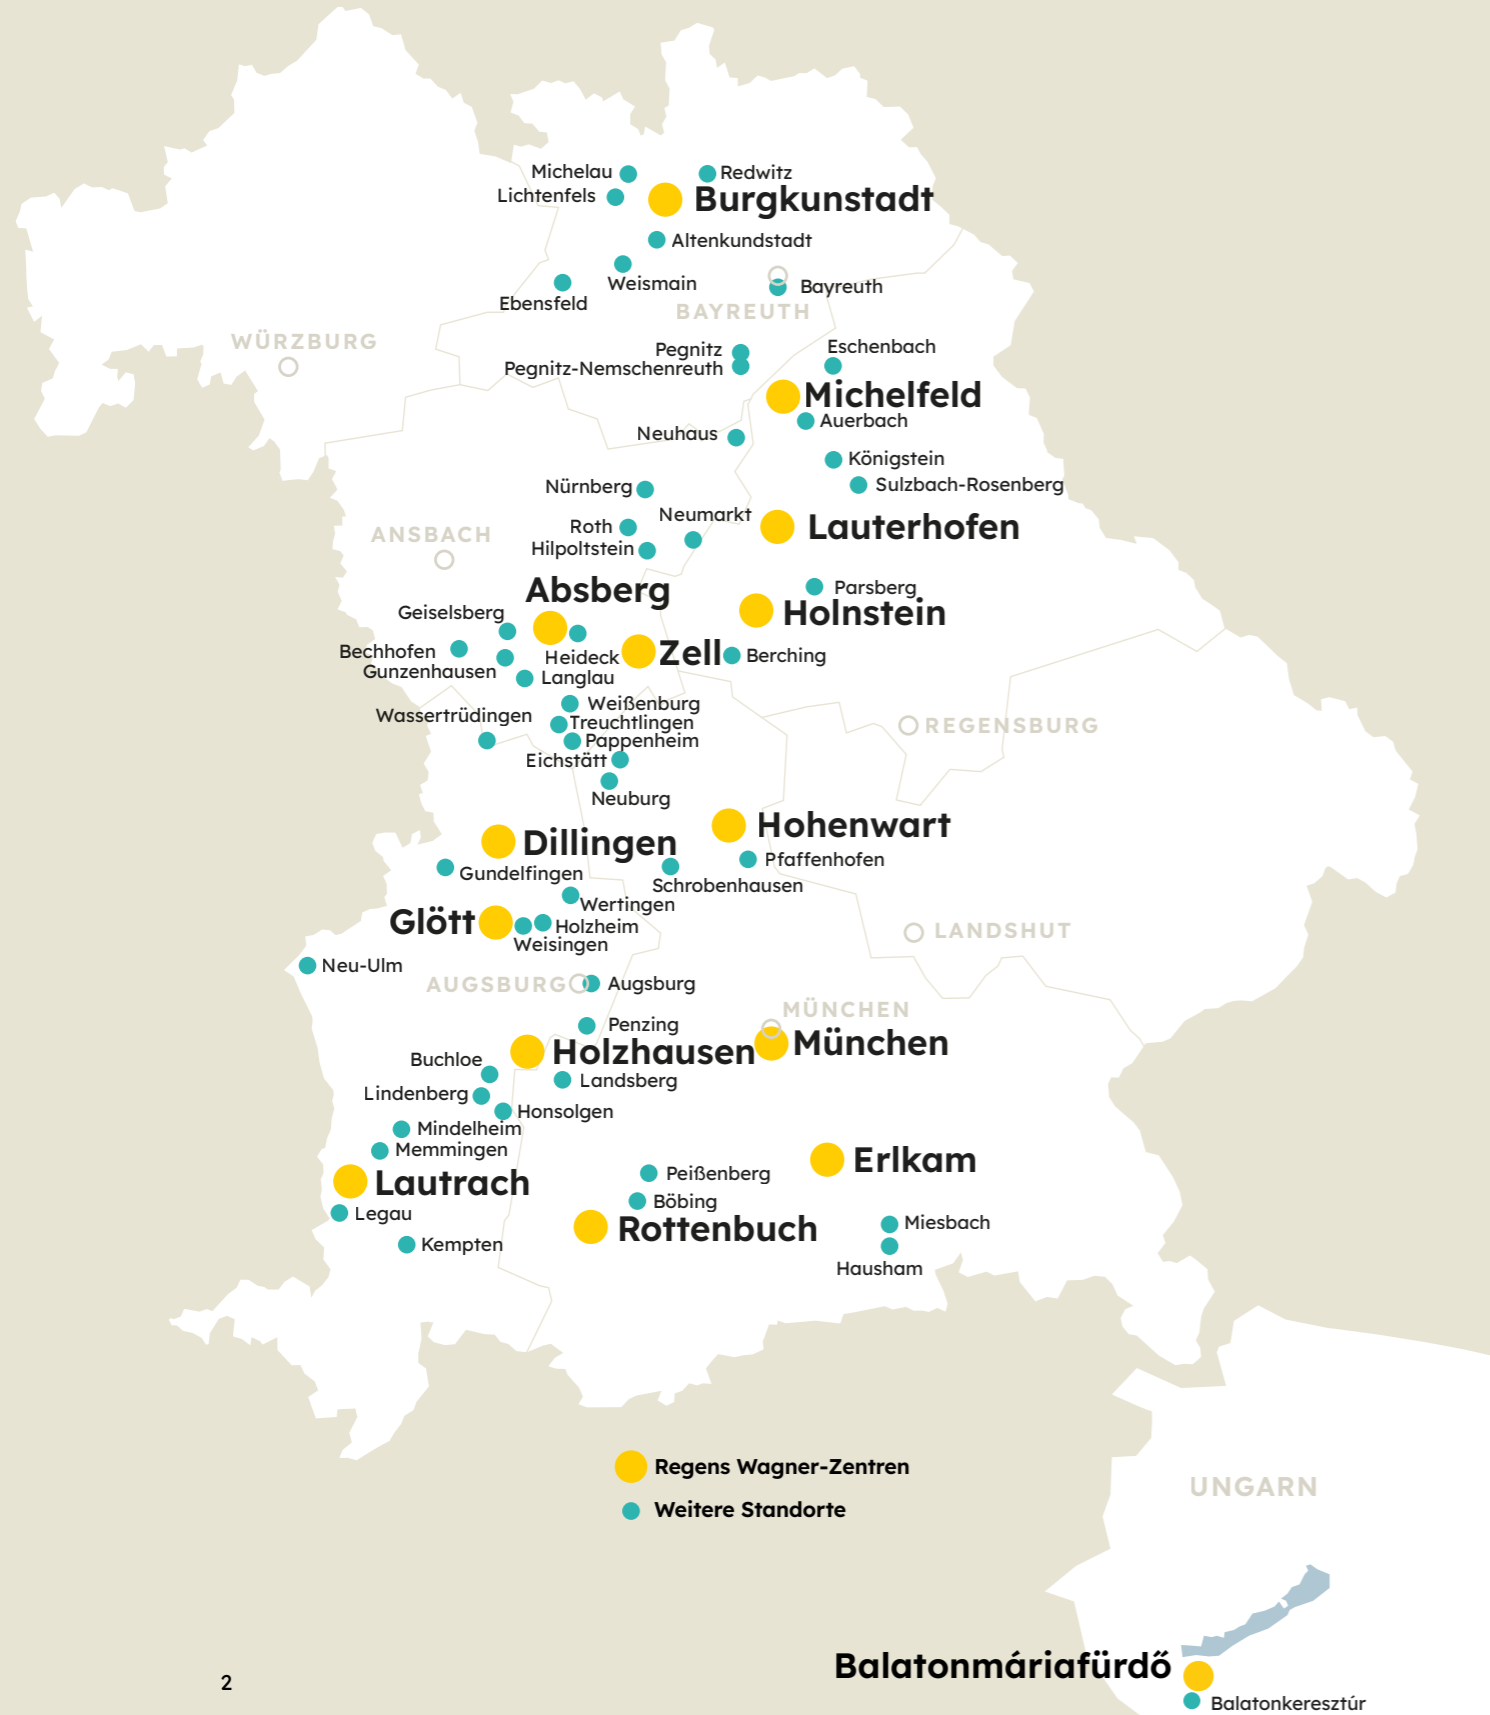 Michelau
Redwitz
Lichtenfels
Burgkunstadt
Altenkundstadt
Weismain
Ebensfeld
Bayreuth
BAYREUTH
WÜRZBURG
Pegnitz
Pegnitz-Nemschenreuth
Eschenbach
Michelfeld
Auerbach
Neuhaus
Königstein
Sulzbach-Rosenberg
Nürnberg
Neumarkt
Roth
Lauterhofen
Hilpoltstein
ANSBACH
Absberg
Parsberg
Geiselsberg
Holnstein
Bechhofen
Heideck
Zell
Berching
Gunzenhausen
Langlau
Weißenburg
Wassertrüdingen
Treuchtlingen
REGENSBURG
Pappenheim
Eichstätt
Neuburg
Hohenwart
Dillingen
Pfaffenhofen
Gundelfingen
Schrobenhausen
Wertingen
Glött
Holzheim
Weisingen
LANDSHUT
Neu-Ulm
AUGSBURG
Augsburg
MÜNCHEN
Penzing
Holzhausen
München
Buchloe
Landsberg
Lindenberg
Honsolgen
Mindelheim
Memmingen
Erlkam
Lautrach
Peißenberg
Böbing
Legau
Rottenbuch
Miesbach
Kempten
Hausham
Regens Wagner-Zentren
Weitere Standorte
UNGARN
Balatonmáriafürdő
Balatonkeresztúr
2